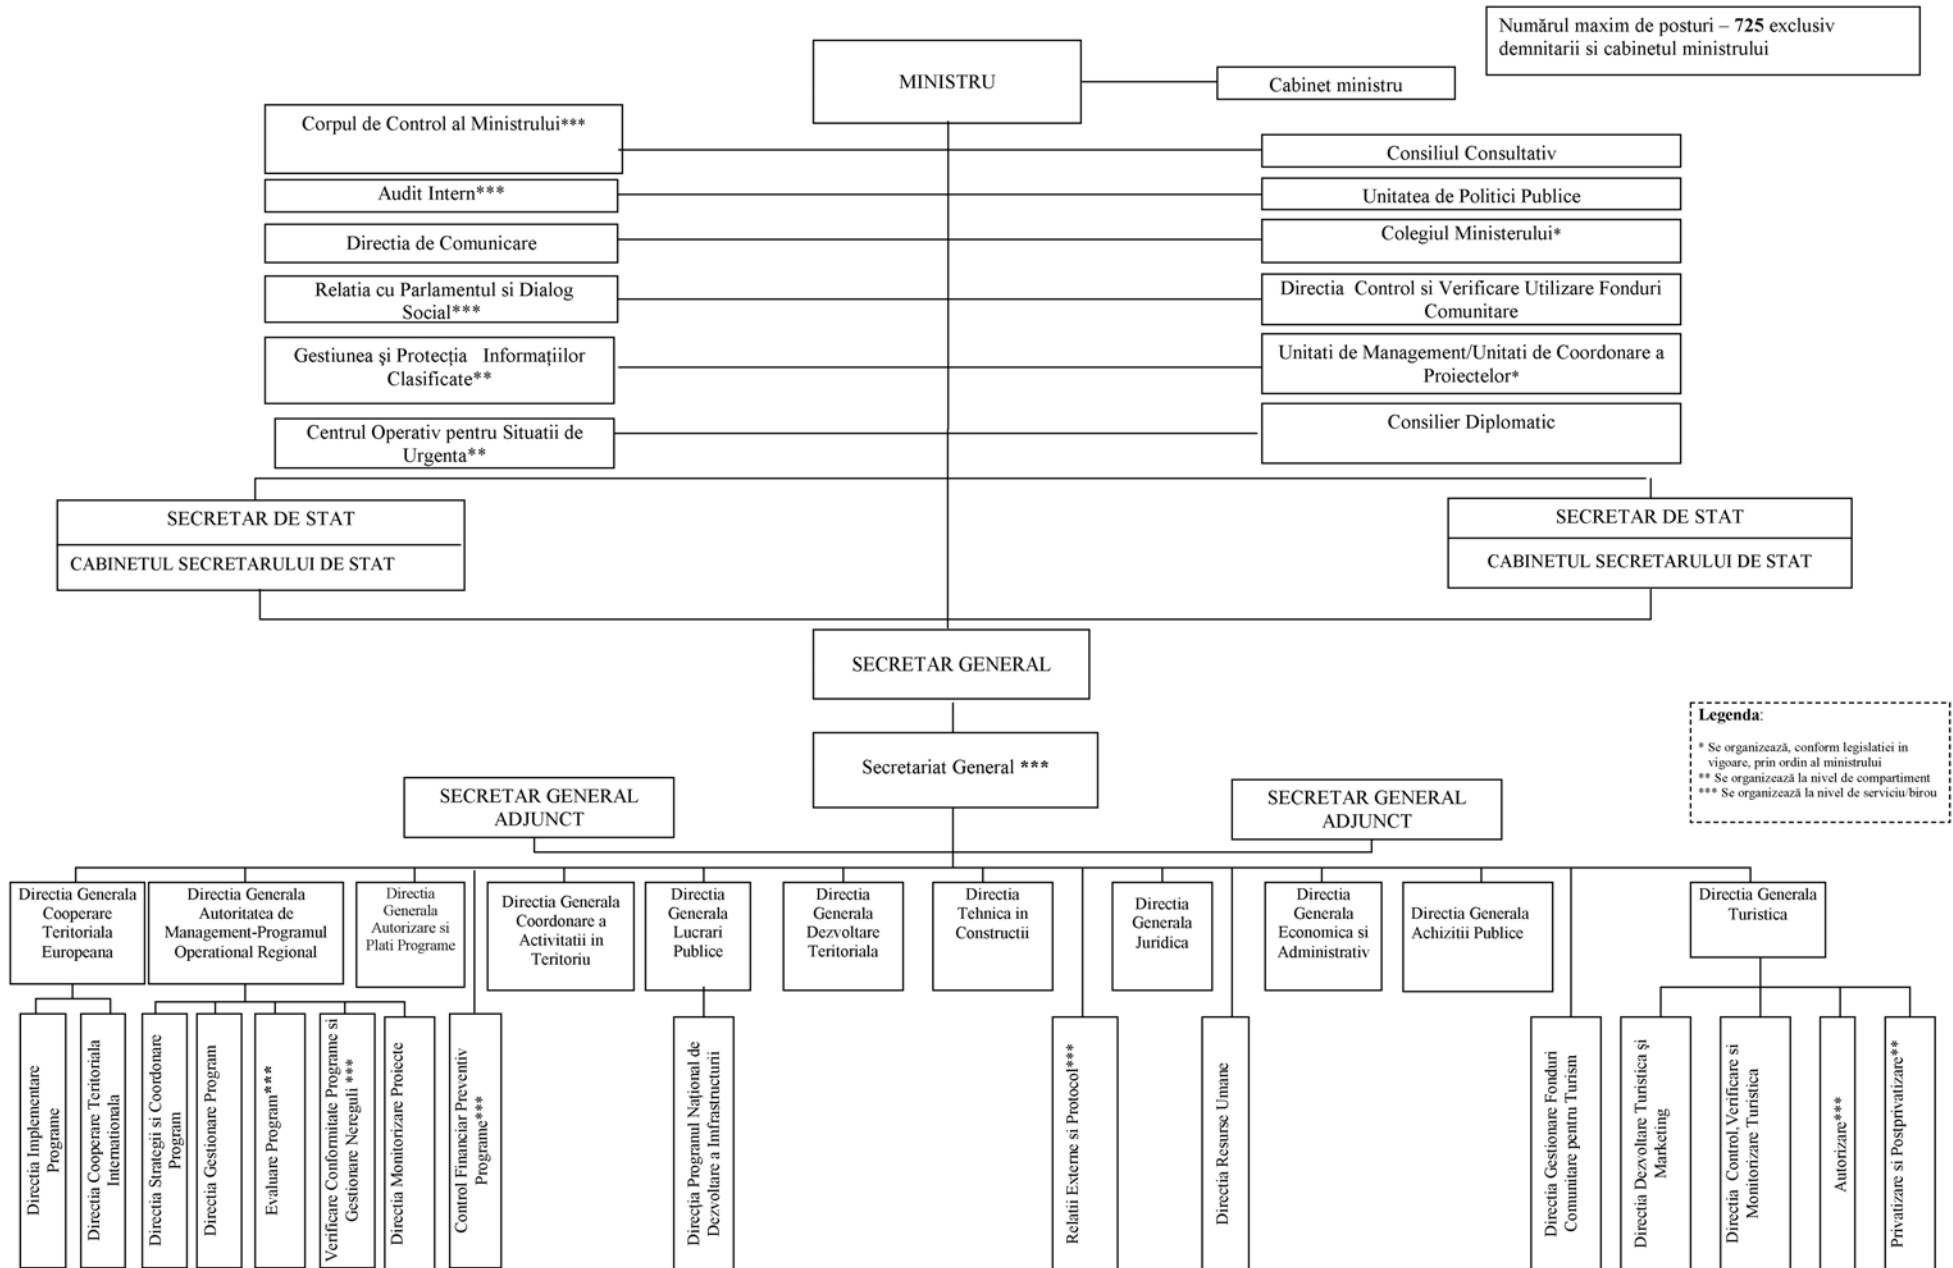 Numărul maxim de posturi – 725 exclusiv
demnitarii si cabinetul ministrului
MINISTRU
Cabinet ministru
Corpul de Control al Ministrului***
Consiliul Consultativ
Audit Intern***
Unitatea de Politici Publice
Directia de Comunicare
Colegiul Ministerului*
Relatia cu Parlamentul si Dialog
Social***
Directia Control si Verificare Utilizare Fonduri
Comunitare
Gestiunea şi Protecția Informațiilor
Clasificate**
Unitati de Management/Unitati de Coordonare a
Proiectelor*
Centrul Operativ pentru Situatii de
Urgenta**
Consilier Diplomatic
SECRETAR DE STAT
CABINETUL SECRETARULUI DE STAT
SECRETAR DE STAT
CABINETUL SECRETARULUI DE STAT
SECRETAR GENERAL
Legenda:
* Se organizează, conform legislatiei in
vigoare, prin ordin al ministrului
** Se organizează la nivel de compartiment
*** Se organizează la nivel de serviciu/birou
Secretariat General ***
SECRETAR GENERAL
ADJUNCT
SECRETAR GENERAL
ADJUNCT
Directia Generala
Cooperare
Teritoriala
Europeana
Directia Generala
Autoritatea de
Management-Programul
Operational Regional
Directia
Generala
Autorizare si
Plati Programe
Directia Generala
Coordonare a
Activitatii in
Teritoriu
Directia
Generala
Lucrari
Publice
Directia
Generala
Dezvoltare
Teritoriala
Directia
Tehnica in
Constructii
Directia
Generala
Juridica
Directia
Generala
Economica si
Administrativ
Directia Generala
Achizitii Publice
Directia Generala
Turistica
Directia Implementare
Programe
Directia Cooperare Teritoriala
Internationala
Directia Strategii si Coordonare
Program
Directia Gestionare Program
Evaluare Program***
Verificare Conformitate Programe si
Gestionare Nereguli ***
Directia Monitorizare Proiecte
Control Financiar Preventiv
Programe***
Direcția Programul Național de
Dezvoltare a Imfrastructurii
Relatii Externe si Protocol***
Directia Resurse Umane
Directia Gestionare Fonduri
Comunitare pentru Turism
Directia Dezvoltare Turistica şi
Marketing
Directia Control,Verificare si
Monitorizare Turistica
Autorizare***
Privatizare si Postprivatizare**